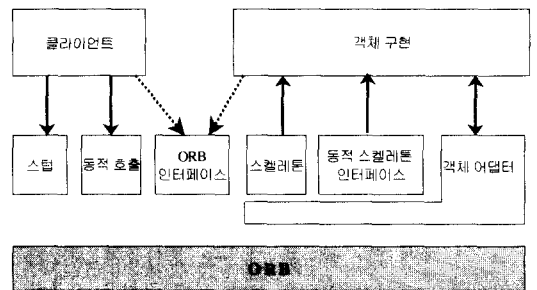 클라이언트
객체 구현
스텁
동적 호출
ORB
인터페이스
스켈레톤
동적 스켈레톤
인터페이스
객체 어댑터
ORB